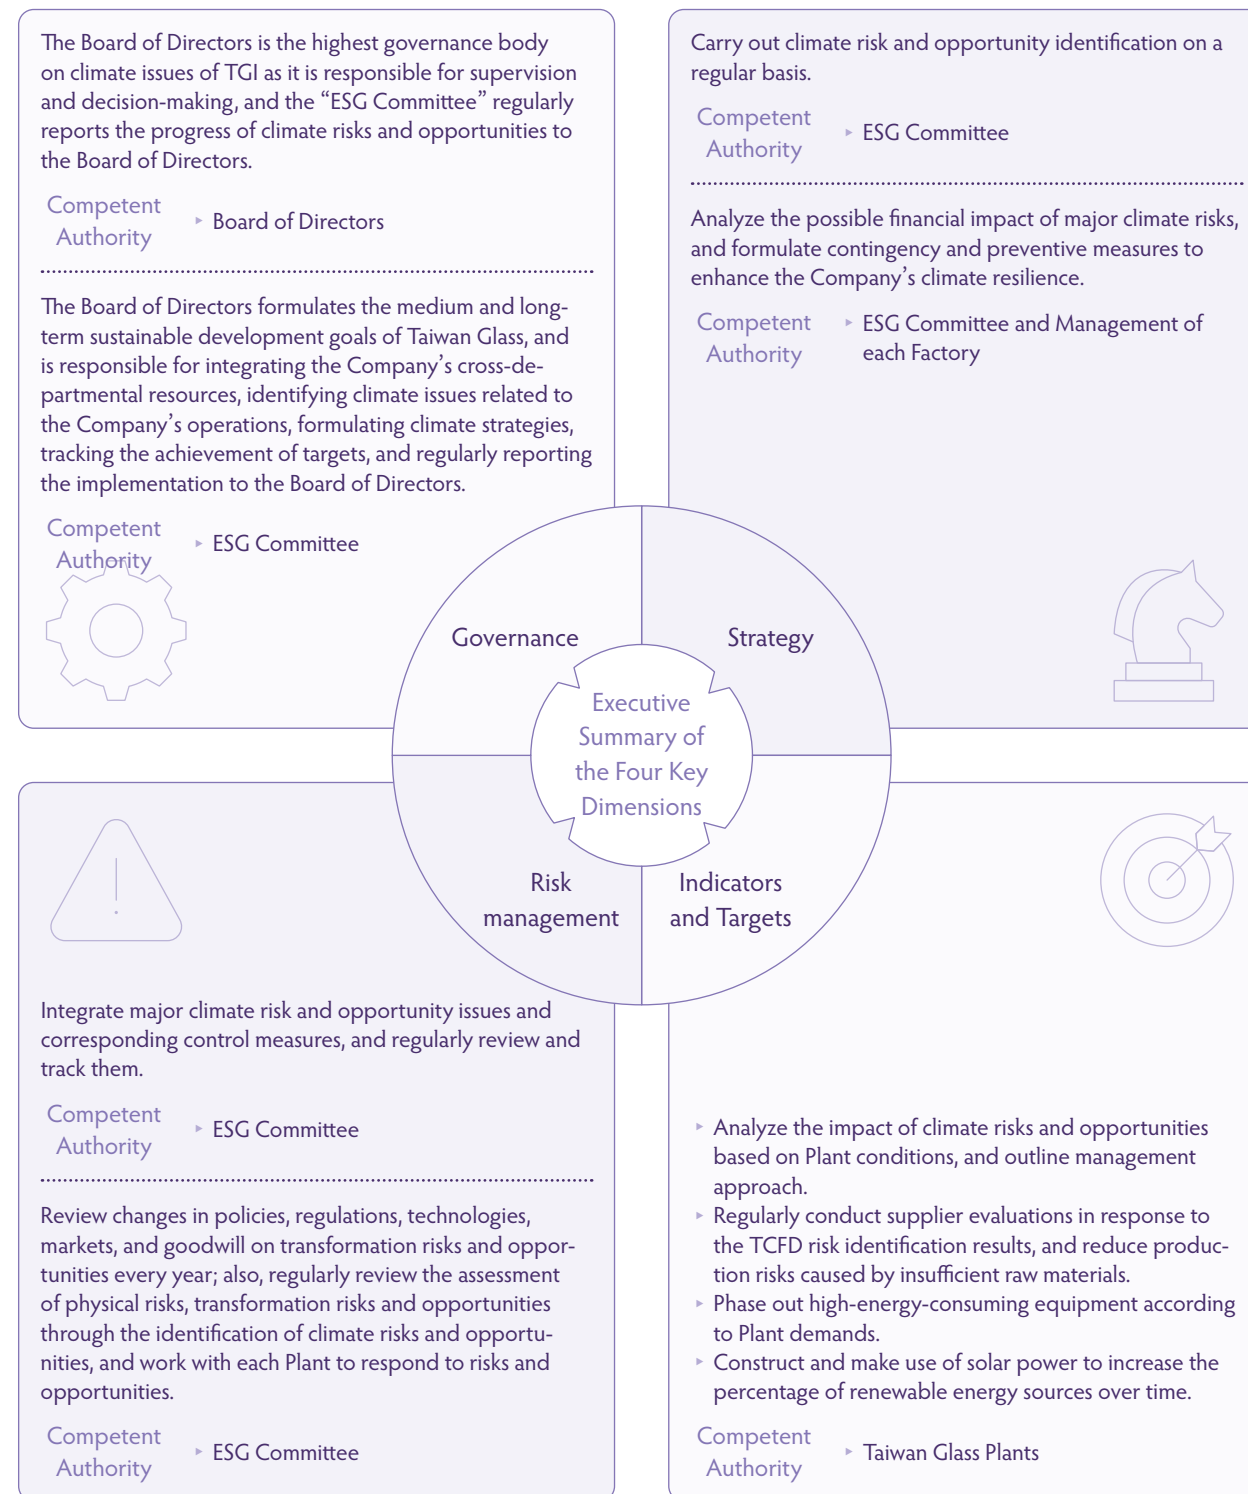 The Board of Directors is the highest governance body
on climate issues of TGI as it is responsible for supervision
and decision-making, and the “ESG Committee” regularly
reports the progress of climate risks and opportunities to
the Board of Directors.
Competent
Authority
▸ Board of Directors
The Board of Directors formulates the medium and long-
term sustainable development goals of Taiwan Glass, and
is responsible for integrating the Company’s cross-de-
partmental resources, identifying climate issues related to
the Company’s operations, formulating climate strategies,
tracking the achievement of targets, and regularly reporting
the implementation to the Board of Directors.
Competent
Authority
▸ ESG Committee
Carry out climate risk and opportunity identification on a
regular basis.
Competent
Authority
▸ ESG Committee
Analyze the possible financial impact of major climate risks,
and formulate contingency and preventive measures to
enhance the Company’s climate resilience.
Competent
Authority
▸ ESG Committee and Management of
each Factory
Governance
Strategy
Executive
Summary of
the Four Key
Dimensions
Risk
management
Indicators
and Targets
Integrate major climate risk and opportunity issues and
corresponding control measures, and regularly review and
track them.
Competent
Authority
▸ ESG Committee
Review changes in policies, regulations, technologies,
markets, and goodwill on transformation risks and oppor-
tunities every year; also, regularly review the assessment
of physical risks, transformation risks and opportunities
through the identification of climate risks and opportu-
nities, and work with each Plant to respond to risks and
opportunities.
Competent
Authority
▸ ESG Committee
▸ Analyze the impact of climate risks and opportunities
based on Plant conditions, and outline management
approach.
▸ Regularly conduct supplier evaluations in response to
the TCFD risk identification results, and reduce produc-
tion risks caused by insufficient raw materials.
▸ Phase out high-energy-consuming equipment according
to Plant demands.
▸ Construct and make use of solar power to increase the
percentage of renewable energy sources over time.
Competent
Authority
▸ Taiwan Glass Plants